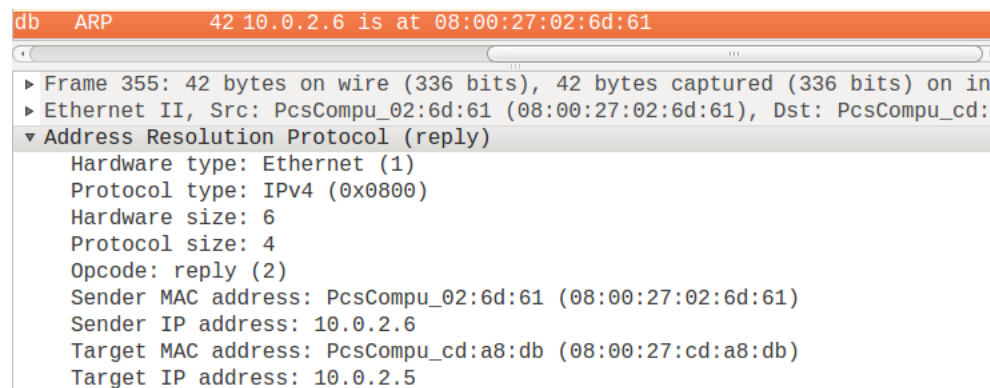 db ARP 42 10.0.2.6 is at 08:00:27:02:6d:61
Frame 355: 42 bytes on wire (336 bits), 42 bytes captured (336 bits) on in
Ethernet II, Src: PcsCompu_02:6d:61 (08:00:27:02:6d:61), Dst: PcsCompu_cd:
Address Resolution Protocol (reply)
Hardware type: Ethernet (1)
Protocol type: IPv4 (0x0800)
Hardware size: 6
Protocol size: 4
Opcode: reply (2)
Sender MAC address: PcsCompu_02:6d:61 (08:00:27:02:6d:61)
Sender IP address: 10.0.2.6
Target MAC address: PcsCompu_cd:a8:db (08:00:27:cd:a8:db)
Target IP address: 10.0.2.5